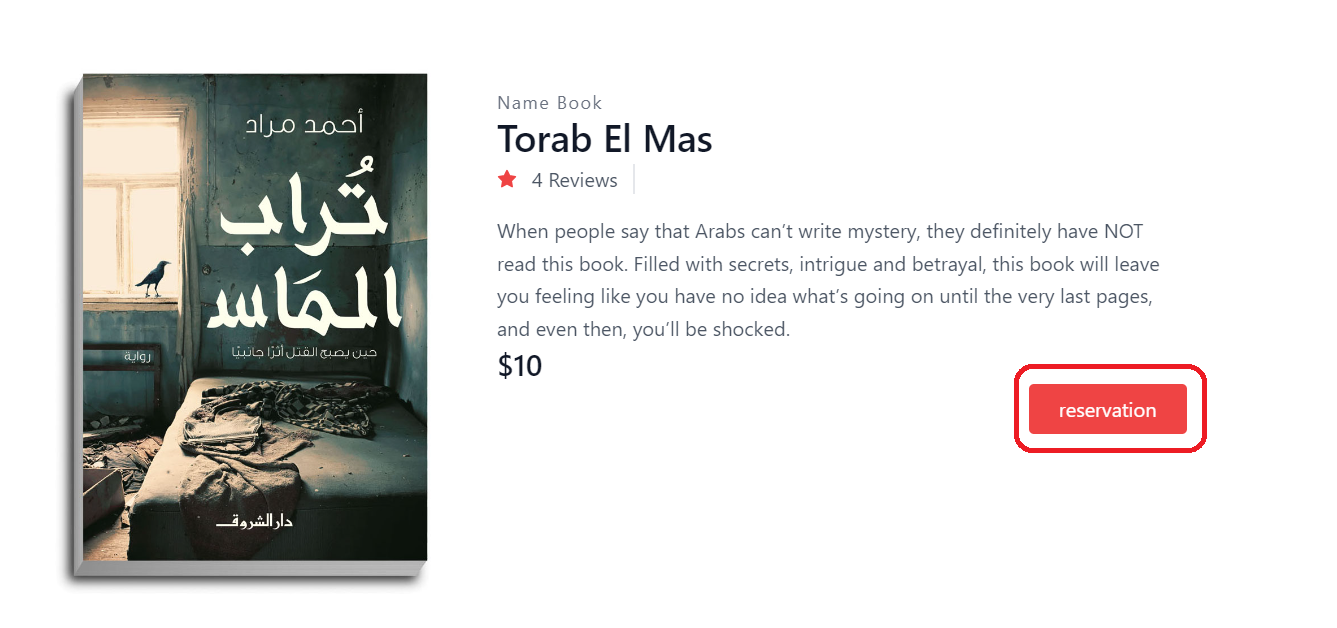 أحمد مراد
تُراب
المَاس
حين يصبح القتل أثرًا جانبيًا
رواية
دار الشروق
Name Book
Torab El Mas
4 Reviews
When people say that Arabs can’t write mystery, they definitely have NOT
read this book. Filled with secrets, intrigue and betrayal, this book will leave
you feeling like you have no idea what’s going on until the very last pages,
and even then, you’ll be shocked.
$10
reservation